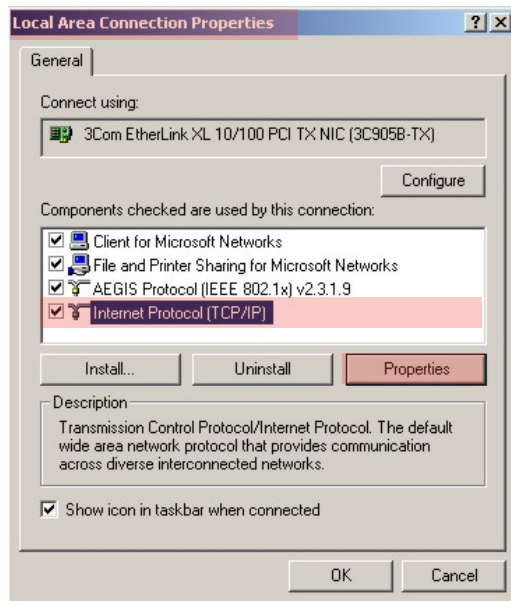 Local Area Connection Properties
General
Connect using:
3Com EtherLink XL 10/100 PCI TX NIC (3C905B-TX)
Configure
Components checked are used by this connection:
Client for Microsoft Networks
File and Printer Sharing for Microsoft Networks
AEGIS Protocol (IEEE 802.1x) v2.3.1.9
Internet Protocol (TCP/IP)
Install... Uninstall Properties
Description
Transmission Control Protocol/Internet Protocol. The default
wide area network protocol that provides communication
across diverse interconnected networks.
Show icon in taskbar when connected
OK Cancel